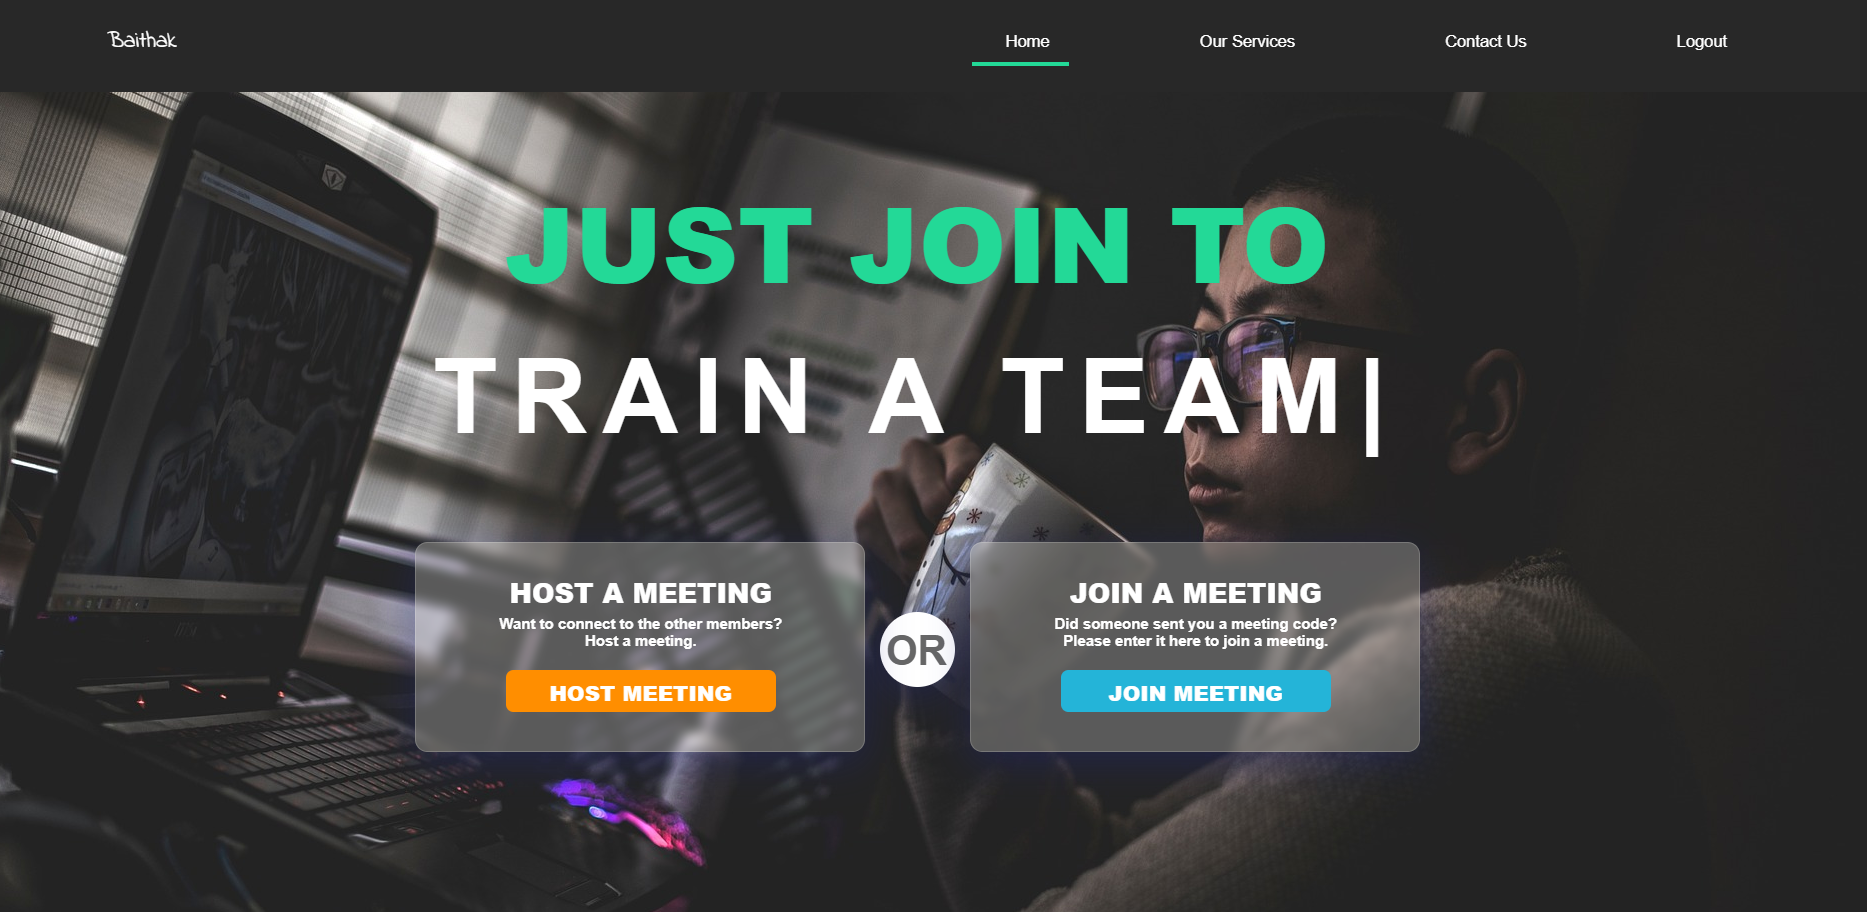 Baithak
Home
Our Services
Contact Us
Logout
JUST JOIN TO
TRAIN A TEAM|
HOST A MEETING
Want to connect to the other members?
Host a meeting.
HOST MEETING
OR
JOIN A MEETING
Did someone sent you a meeting code?
Please enter it here to join a meeting.
JOIN MEETING